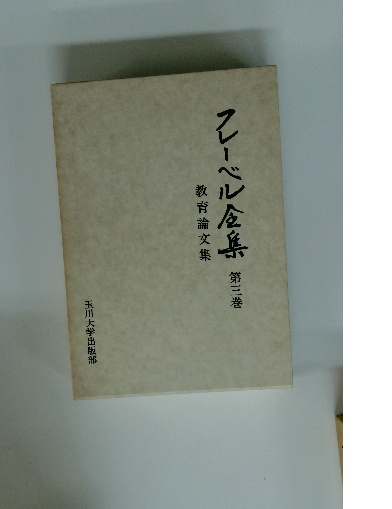 フレーベル全集
第三巻
教育論文集
玉川大学出版部